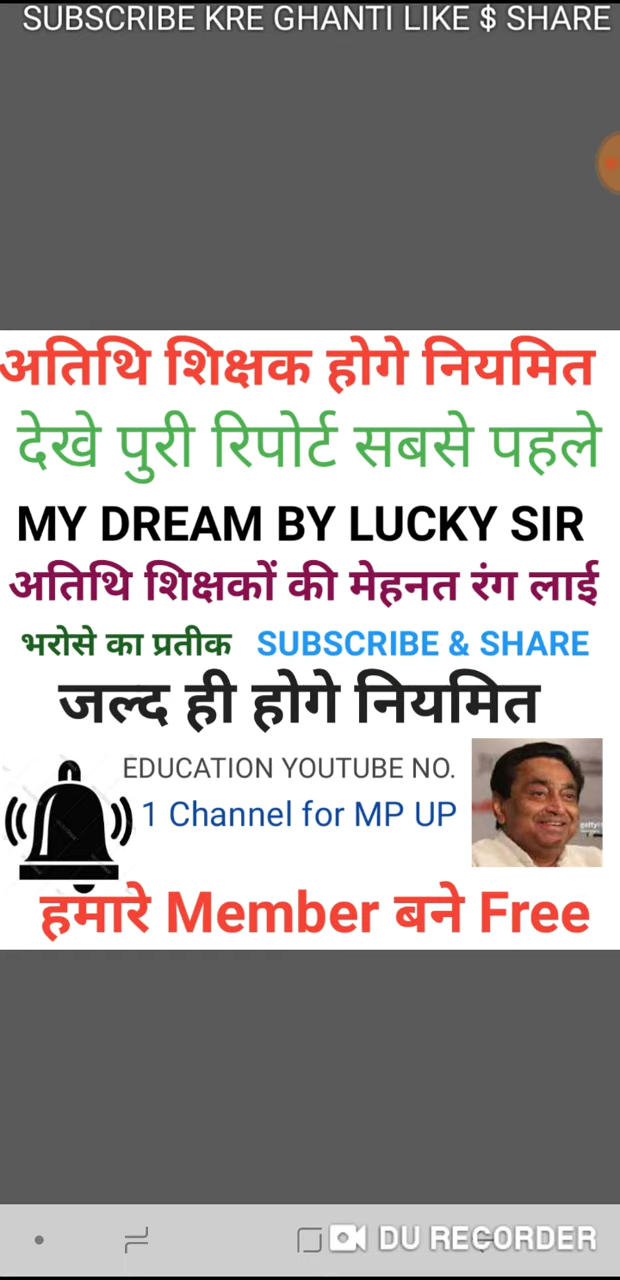 SUBSCRIBE KRE GHANTI LIKE $ SHARE
अतिथि शिक्षक होगे नियमित
देखे पुरी रिपोर्ट सबसे पहले
MY DREAM BY LUCKY SIR
अतिथि शिक्षकों की मेहनत रंग लाई
भरोसे का प्रतीक SUBSCRIBE & SHARE
जल्द ही होगे नियमित
EDUCATION YOUTUBE NO.
1 Channel for MP UP
हमारे Member बने Free
DU RECORDER